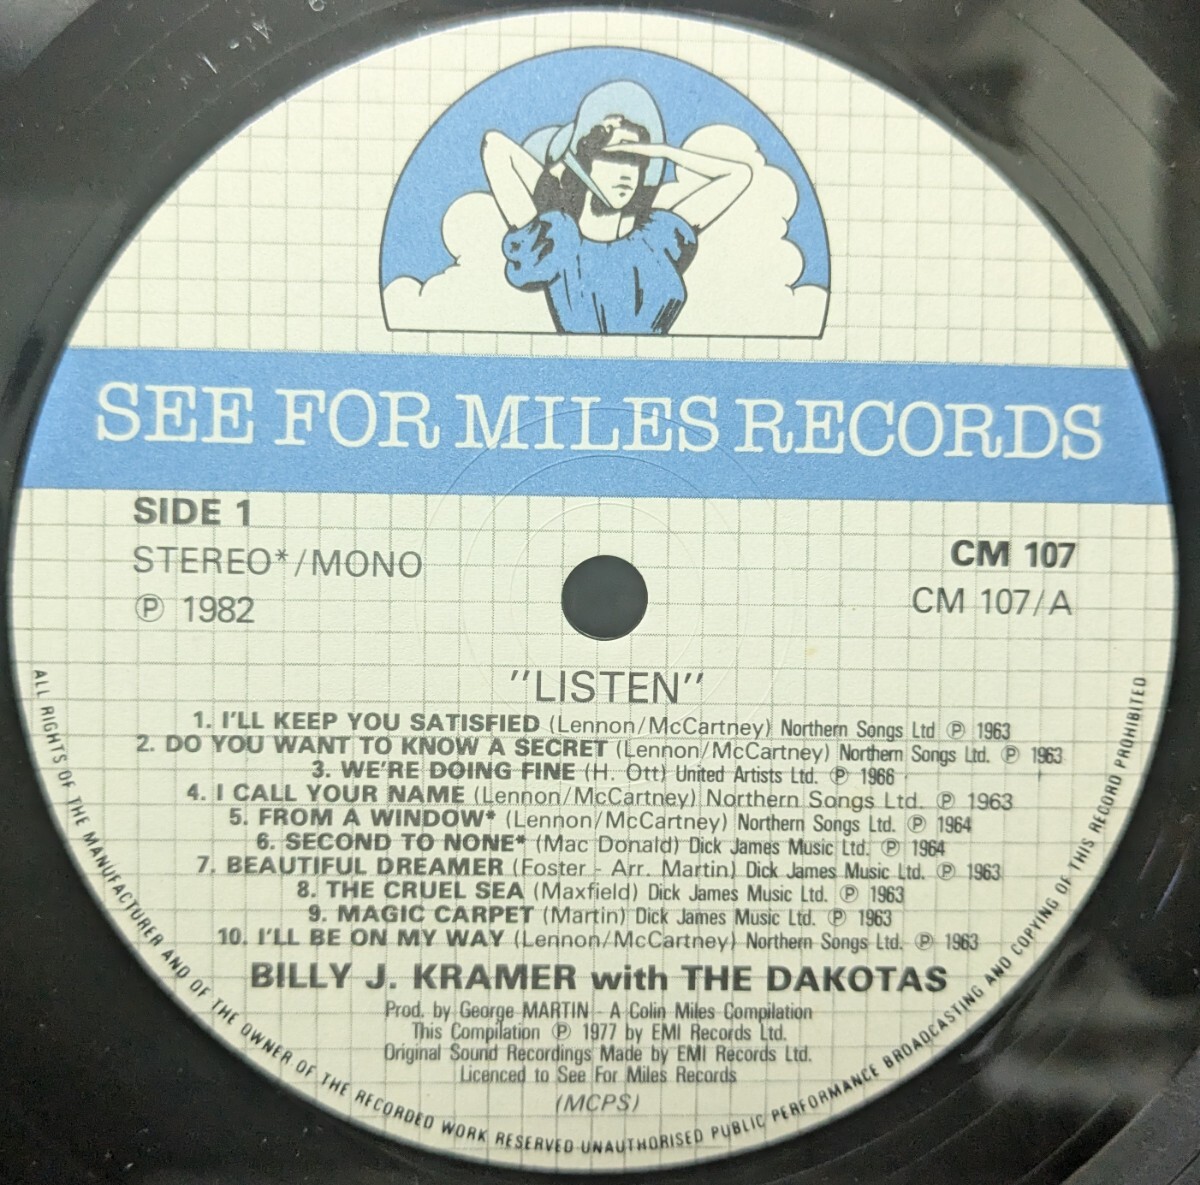 SEE FOR MILES RECORDS
SIDE 1
STEREO*/MONO
Ⓟ 1982
CM 107
CM 107/A
"LISTEN"
1. I'LL KEEP YOU SATISFIED (Lennon/McCartney) Northern Songs Ltd Ⓟ 1963
2. DO YOU WANT TO KNOW A SECRET (Lennon/McCartney) Northern Songs Ltd. Ⓟ 1963
3. WE'RE DOING FINE (H. Ott) United Artists Ltd. Ⓟ 1966
4. I CALL YOUR NAME (Lennon/McCartney) Northern Songs Ltd. Ⓟ 1963
5. FROM A WINDOW* (Lennon/McCartney) Northern Songs Ltd. Ⓟ 1964
6. SECOND TO NONE* (Mac Donald) Dick James Music Ltd. Ⓟ 1964
7. BEAUTIFUL DREAMER (Foster - Arr. Martin) Dick James Music Ltd. Ⓟ 1963
8. THE CRUEL SEA (Maxfield) Dick James Music Ltd. Ⓟ 1963
9. MAGIC CARPET (Martin) Dick James Music Ltd. Ⓟ 1963
10. I'LL BE ON MY WAY (Lennon/McCartney) Northern Songs Ltd. Ⓟ 1963
BILLY J. KRAMER with THE DAKOTAS
Prod. by George MARTIN - A Colin Miles Compilation
This Compilation Ⓟ 1977 by EMI Records Ltd.
Original Sound Recordings Made by EMI Records Ltd.
Licenced to See For Miles Records
(MCPS)
ALL RIGHTS OF THE MANUFACTURER AND OF THE OWNER OF THE RECORDED WORK RESERVED·UNAUTHORISED PUBLIC PERFORMANCE BROADCASTING AND COPYING OF THIS RECORD PROHIBITED